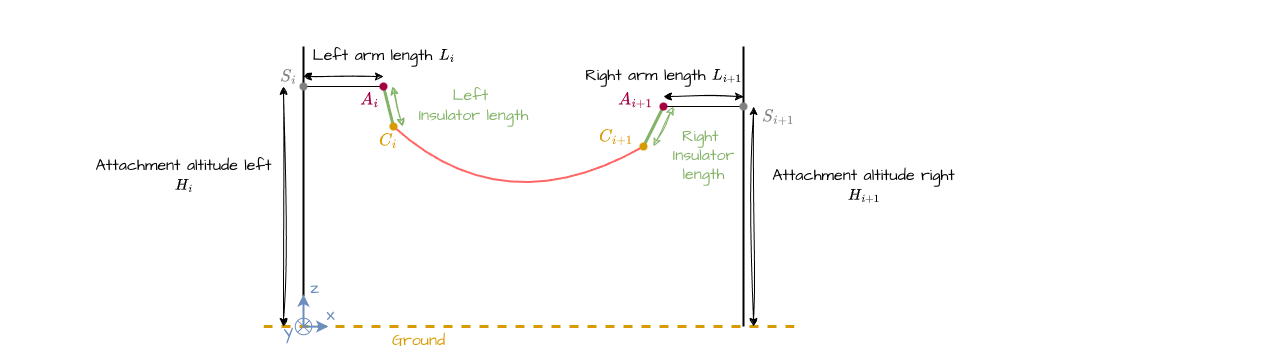 Left arm length L_i
S_i
Right arm length L_{i+1}
A_i
Left
Insulator length
A_{i+1}
S_{i+1}
C_i
C_{i+1}
Right
Insulator
length
Attachment altitude left
H_i
Attachment altitude right
H_{i+1}
z
x
y
Ground